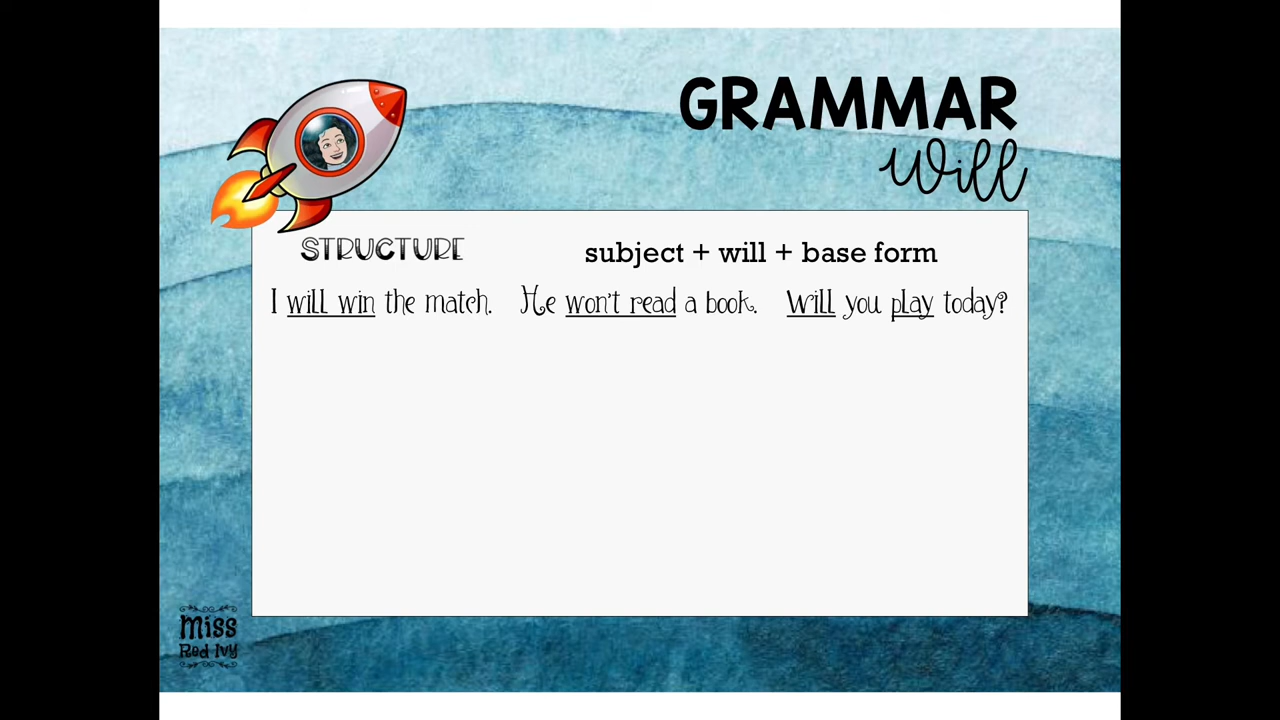 GRAMMAR
Will
STRUCTURE subject + will + base form
I will win the match. He won't read a book. Will you play today?
Miss
Red Ivy